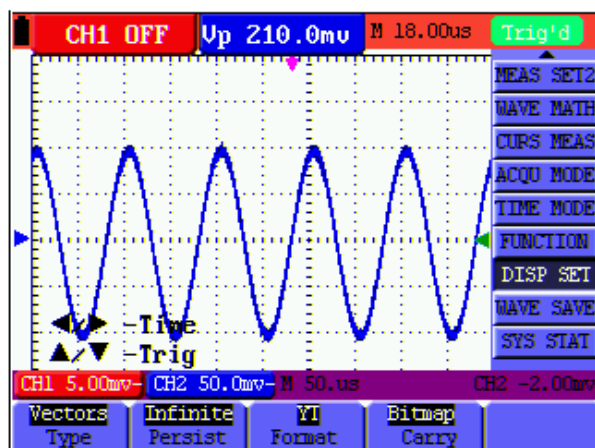 CH1 OFF Vp 210.0mv M 18.00us Trig'd
MEAS SET2
WAVE MATH
CURS MEAS
ACQU MODE
TIME MODE
FUNCTION
DISP SET
WAVE SAVE
SYS STAT
◀/▶ -Time
▲/▼ -Trig
CH1 5.00mv- CH2 50.0mv- M 50.us CH2 -2.00mv
Vectors Infinite YT Bitmap
Type Persist Format Carry